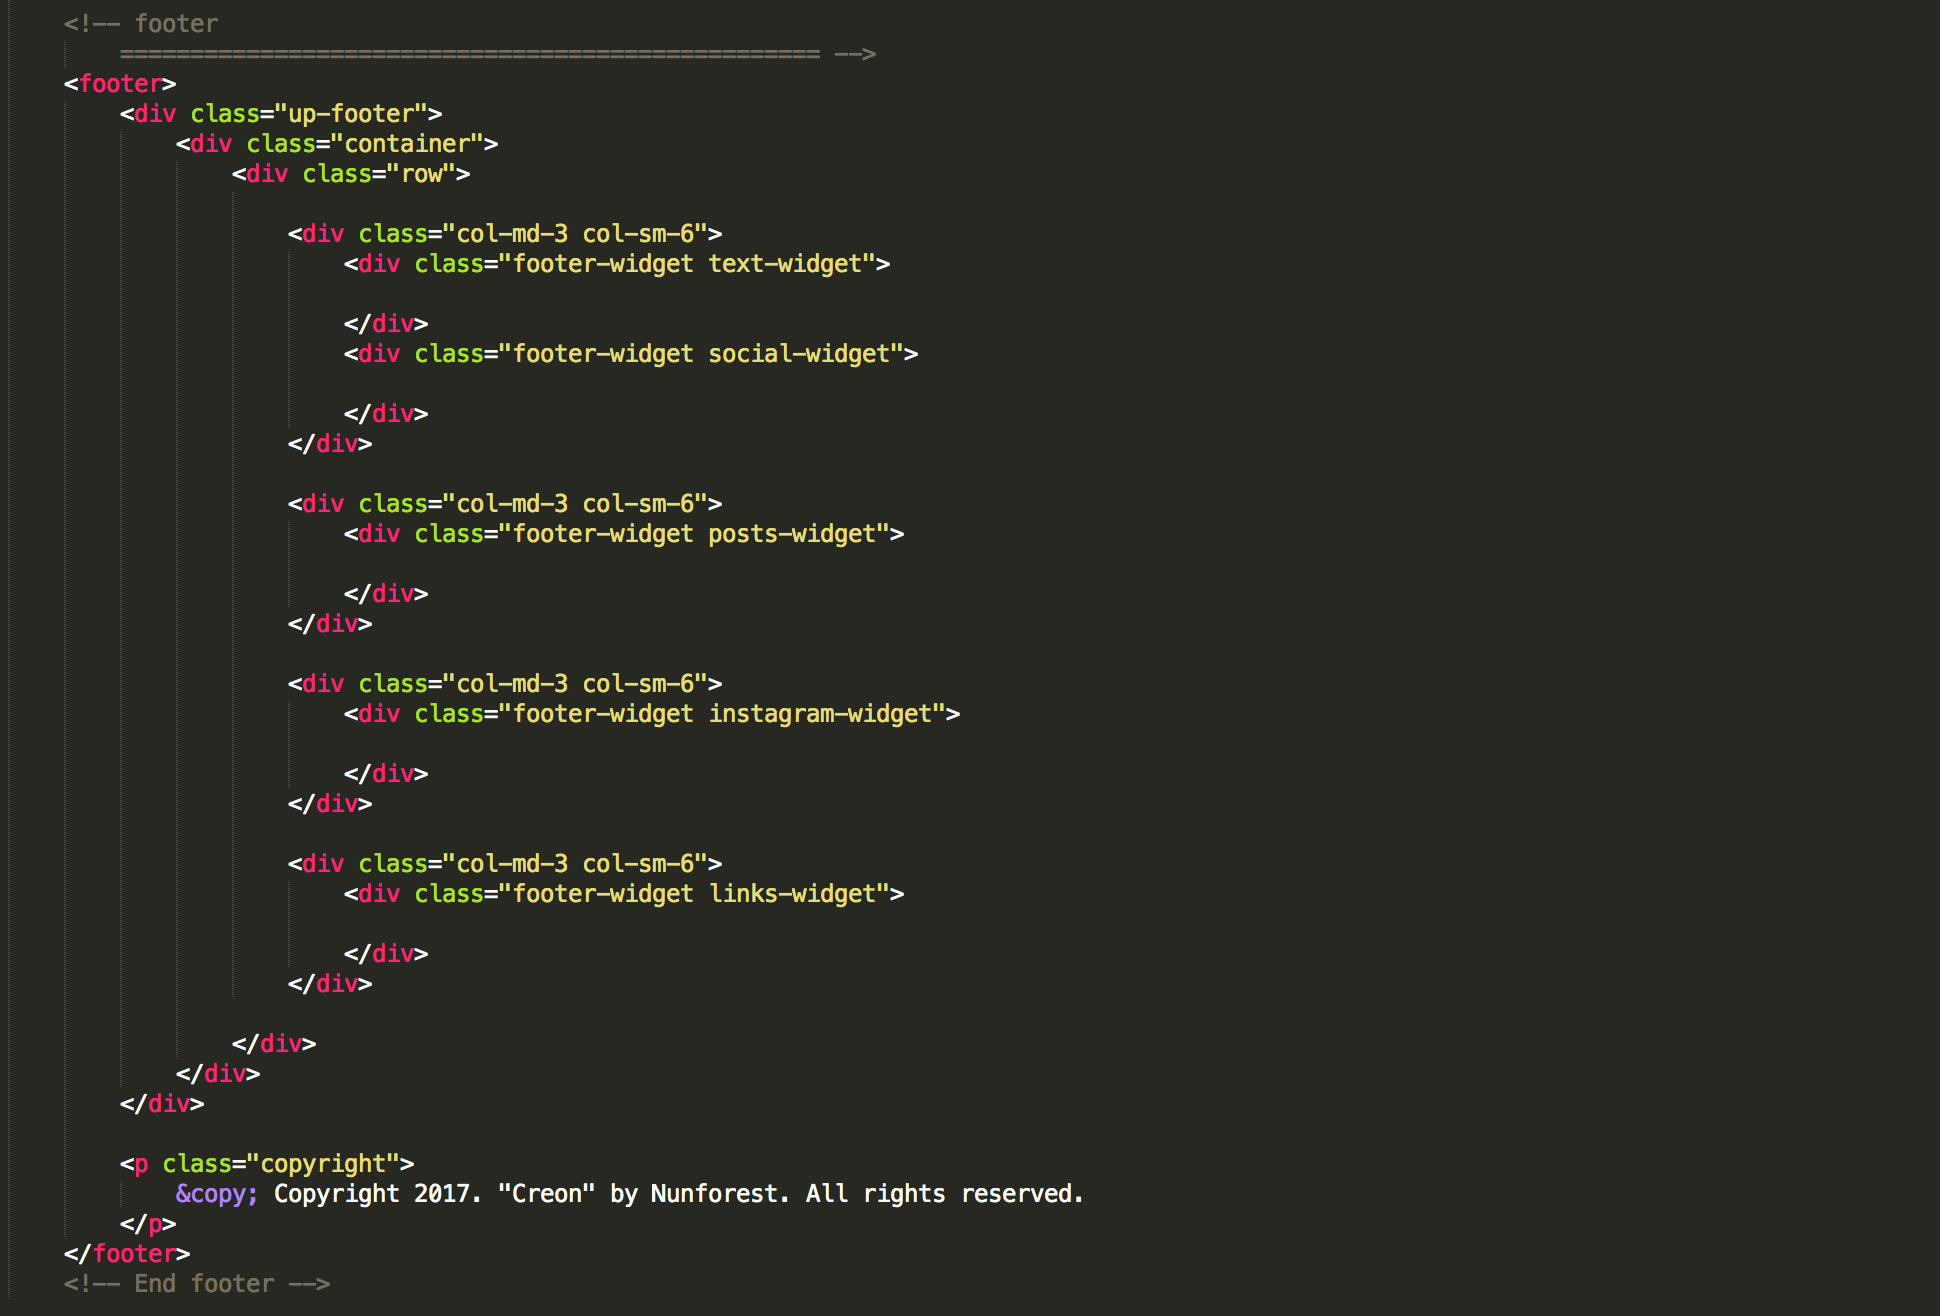 <!-- footer
================================================== -->
<footer>
<div class="up-footer">
<div class="container">
<div class="row">
<div class="col-md-3 col-sm-6">
<div class="footer-widget text-widget">
</div>
<div class="footer-widget social-widget">
</div>
</div>
<div class="col-md-3 col-sm-6">
<div class="footer-widget posts-widget">
</div>
</div>
<div class="col-md-3 col-sm-6">
<div class="footer-widget instagram-widget">
</div>
</div>
<div class="col-md-3 col-sm-6">
<div class="footer-widget links-widget">
</div>
</div>
</div>
</div>
</div>
<p class="copyright">
&copy; Copyright 2017. "Creon" by Nunforest. All rights reserved.
</p>
</footer>
<!-- End footer -->